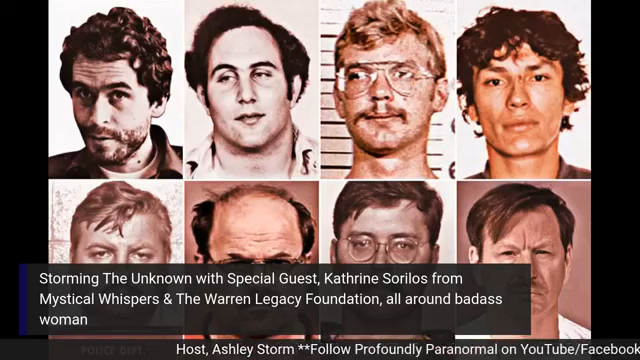 Storming The Unknown with Special Guest, Kathrine Sorilos from
Mystical Whispers & The Warren Legacy Foundation, all around badass
woman
POLICE DEPT
Host, Ashley Storm **Follow Profoundly Paranormal on YouTube/Facebook